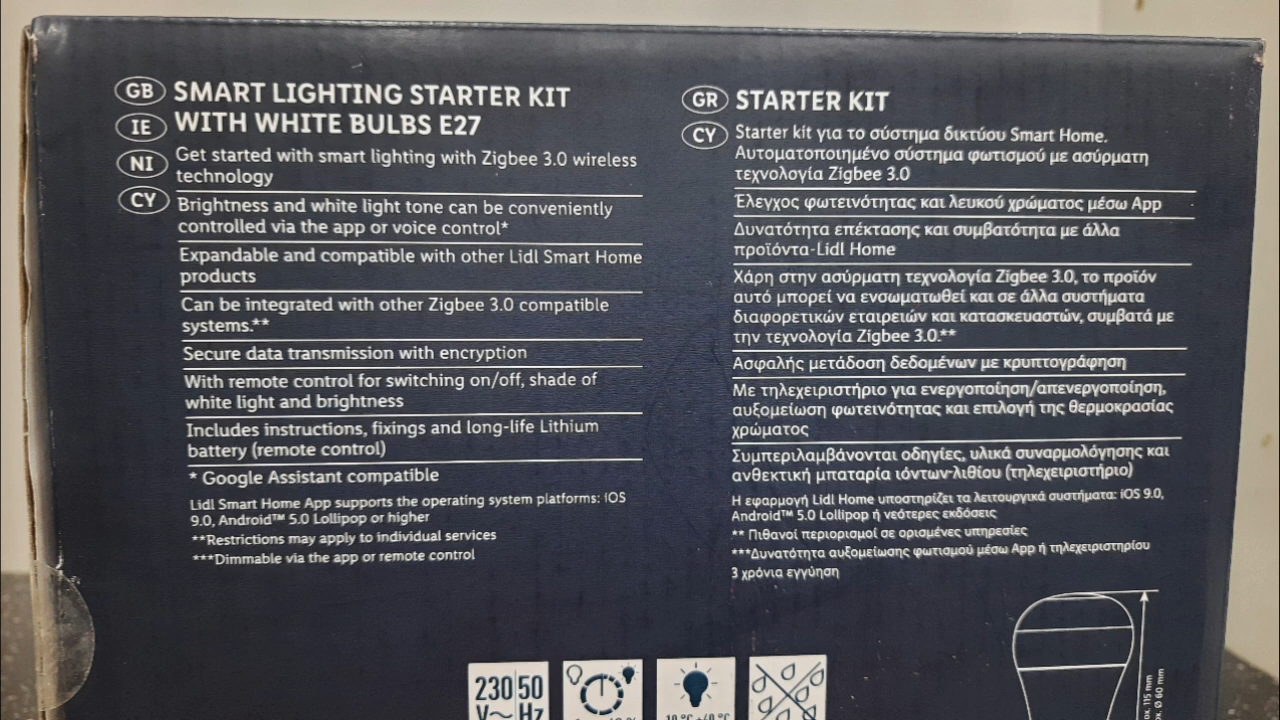 GB SMART LIGHTING STARTER KIT
IE WITH WHITE BULBS E27
NI Get started with smart lighting with Zigbee 3.0 wireless
technology
CY Brightness and white light tone can be conveniently
controlled via the app or voice control*
Expandable and compatible with other Lidl Smart Home
products
Can be integrated with other Zigbee 3.0 compatible
systems.**
Secure data transmission with encryption
With remote control for switching on/off, shade of
white light and brightness
Includes instructions, fixings and long-life Lithium
battery (remote control)
* Google Assistant compatible
Lidl Smart Home App supports the operating system platforms: iOS
9.0, Android™ 5.0 Lollipop or higher
**Restrictions may apply to individual services
***Dimmable via the app or remote control
GR STARTER KIT
CY Starter kit για το σύστημα δικτύου Smart Home.
Αυτοματοποιημένο σύστημα φωτισμού με ασύρματη
τεχνολογία Zigbee 3.0
Έλεγχος φωτεινότητας και λευκού χρώματος μέσω App
Δυνατότητα επέκτασης και συμβατότητα με άλλα
προϊόντα-Lidl Home
Χάρη στην ασύρματη τεχνολογία Zigbee 3.0, το προϊόν
αυτό μπορεί να ενσωματωθεί και σε άλλα συστήματα
διαφορετικών εταιρειών και κατασκευαστών, συμβατά με
την τεχνολογία Zigbee 3.0.**
Ασφαλής μετάδοση δεδομένων με κρυπτογράφηση
Με τηλεχειριστήριο για ενεργοποίηση/απενεργοποίηση,
αυξομείωση φωτεινότητας και επιλογή της θερμοκρασίας
χρώματος
Συμπεριλαμβάνονται οδηγίες, υλικά συναρμολόγησης και
ανθεκτική μπαταρία ιόντων-λιθίου (τηλεχειριστήριο)
Η εφαρμογή Lidl Home υποστηρίζει τα λειτουργικά συστήματα: iOS 9.0,
Android™ 5.0 Lollipop ή νεότερες εκδόσεις
** Πιθανοί περιορισμοί σε ορισμένες υπηρεσίες
***Δυνατότητα αυξομείωσης φωτισμού μέσω App ή τηλεχειριστηρίου
3 χρόνια εγγύηση
230 50
V~ Hz
115 mm
Ø 60 mm